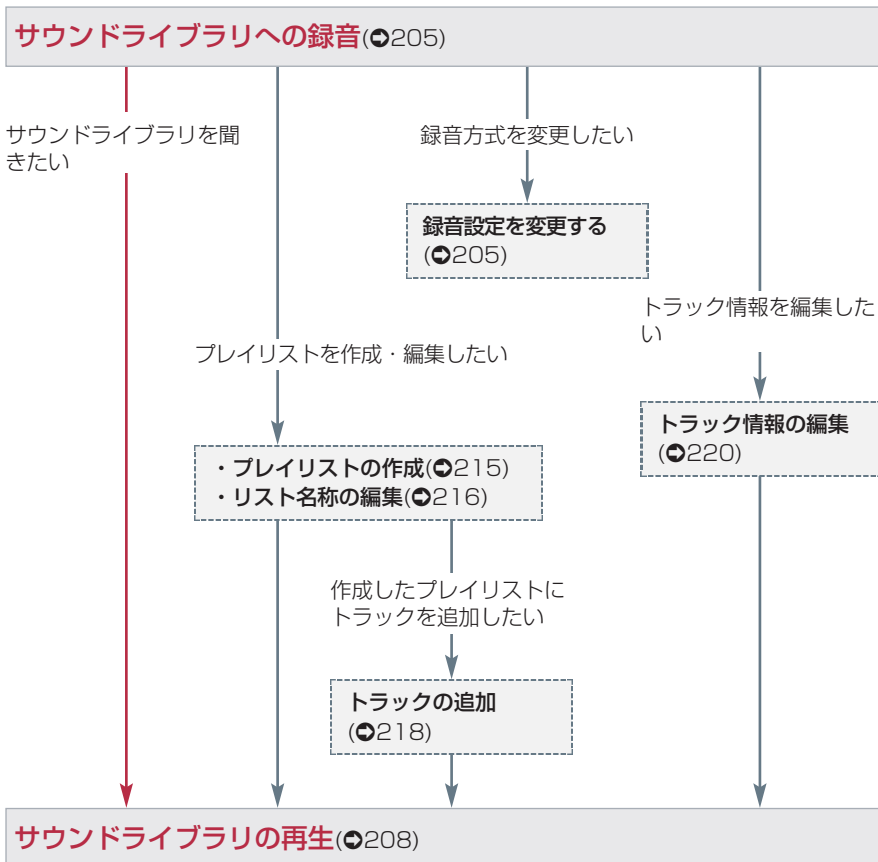 サウンドライブラリへの録音(➲205)
サウンドライブラリを聞
きたい
録音方式を変更したい
録音設定を変更する
(➲205)
トラック情報を編集した
い
プレイリストを作成・編集したい
トラック情報の編集
(➲220)
・プレイリストの作成(➲215)
・リスト名称の編集(➲216)
作成したプレイリストに
トラックを追加したい
トラックの追加
(➲218)
サウンドライブラリの再生(➲208)